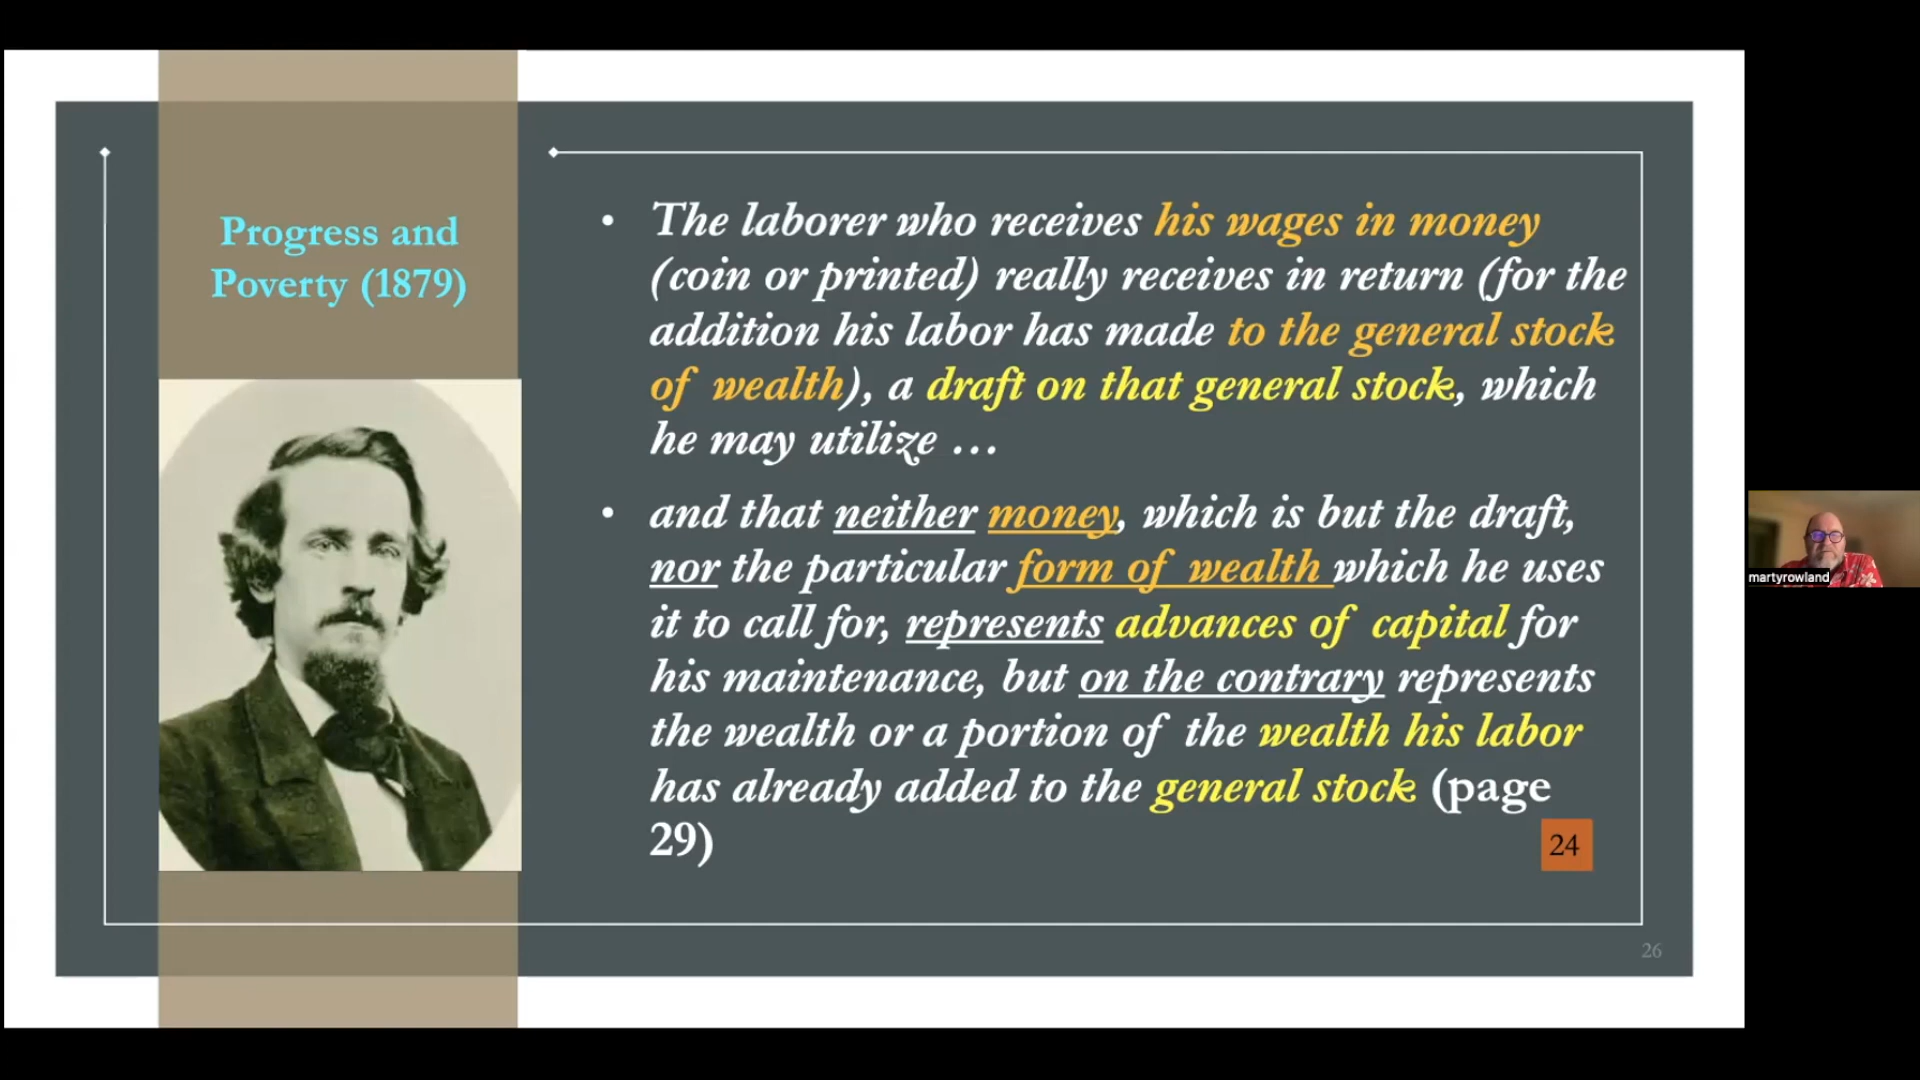 Progress and
Poverty (1879)
• The laborer who receives his wages in money
(coin or printed) really receives in return (for the
addition his labor has made to the general stock
of wealth), a draft on that general stock, which
he may utilize ...
• and that neither money, which is but the draft,
nor the particular form of wealth which he uses
it to call for, represents advances of capital for
his maintenance, but on the contrary represents
the wealth or a portion of the wealth his labor
has already added to the general stock (page
29)
24
26
martyrowland